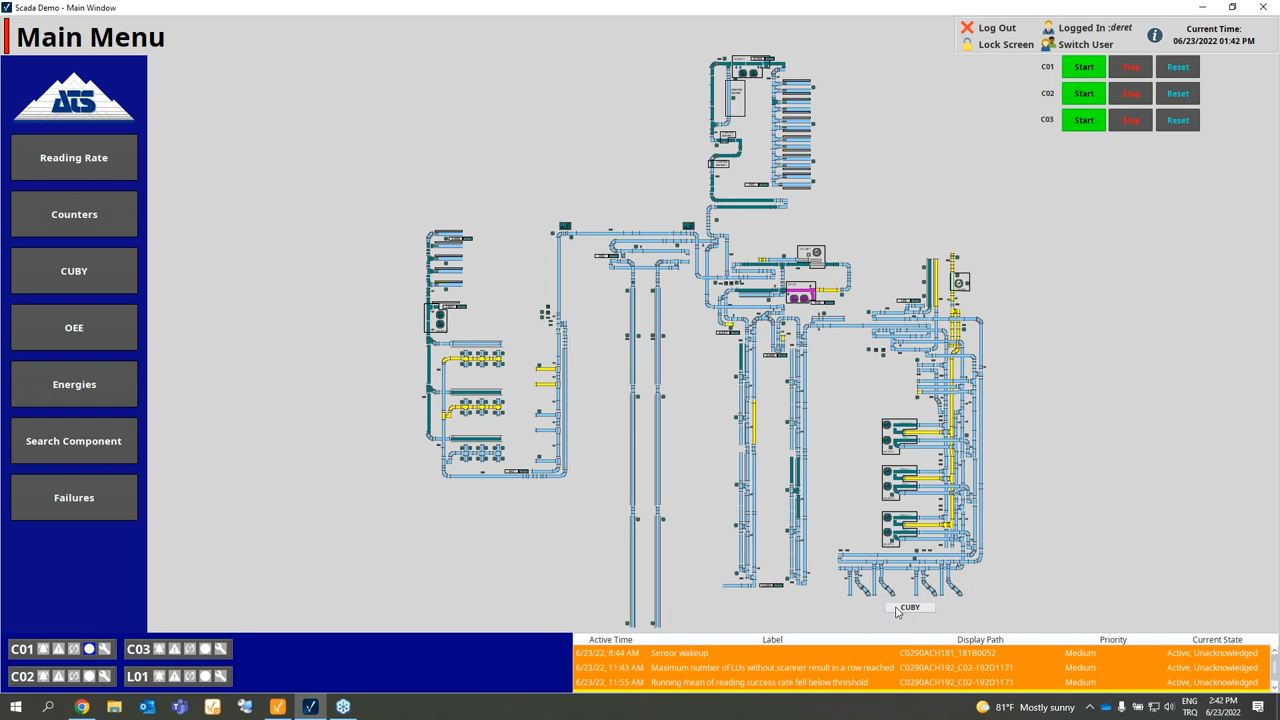 Scada Demo - Main Window
Main Menu
Log Out
Logged In :deret
Lock Screen
Switch User
Current Time:
06/23/2022 01:42 PM
C01 Start Stop Reset
C02 Start Stop Reset
C03 Start Stop Reset
ATS
Reading Rate
Counters
CUBY
OEE
Energies
Search Component
Failures
CUBY
C01
C03
C02
L01
Active Time Label Display Path Priority Current State
6/23/22, 8:44 AM Sensor wakeup C0290ACH181_181B0052 Medium Active, Unacknowledged
6/23/22, 11:43 AM Maximum number of LUs without scanner result in a row reached C0290ACH192_C02-192D1171 Medium Active, Unacknowledged
6/23/22, 11:55 AM Running mean of reading success rate fell below threshold C0290ACH192_C02-192D1171 Medium Active, Unacknowledged
81°F Mostly sunny
ENG
TRQ
2:42 PM
6/23/2022